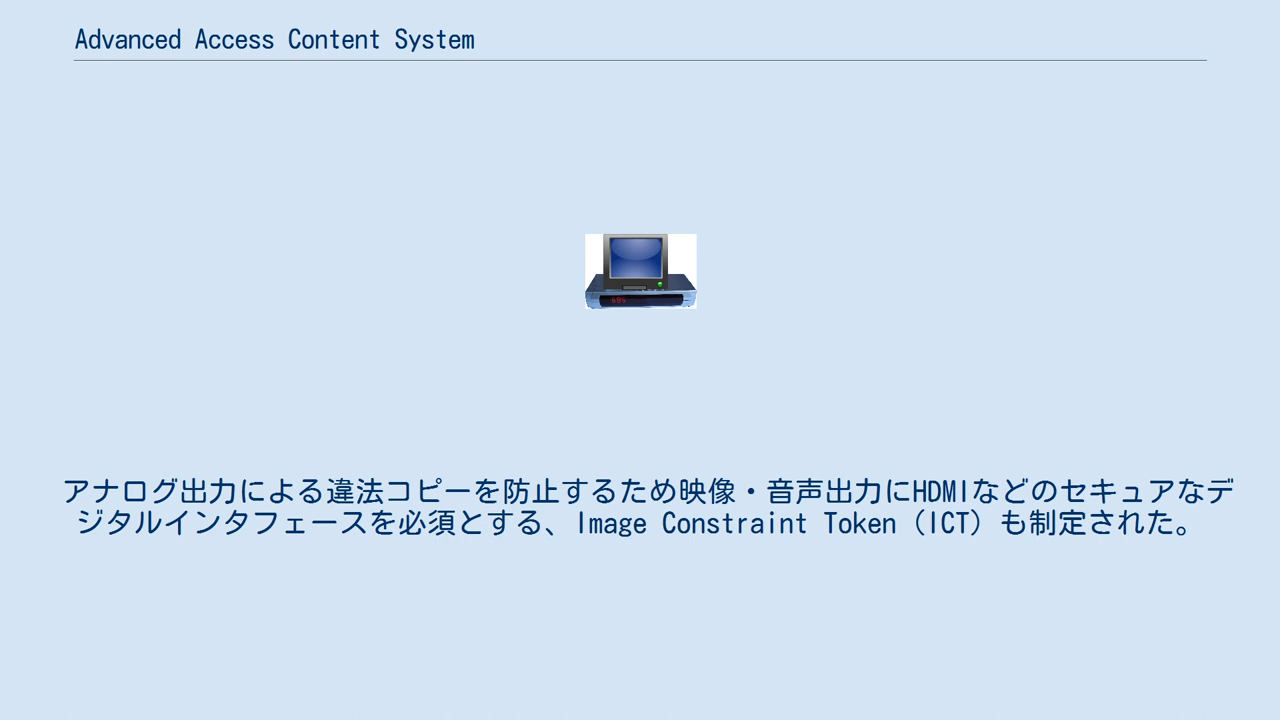 Advanced Access Content System
アナログ出力による違法コピーを防止するため映像・音声出力にHDMIなどのセキュアなデ
ジタルインタフェースを必須とする、Image Constraint Token（ICT）も制定された。